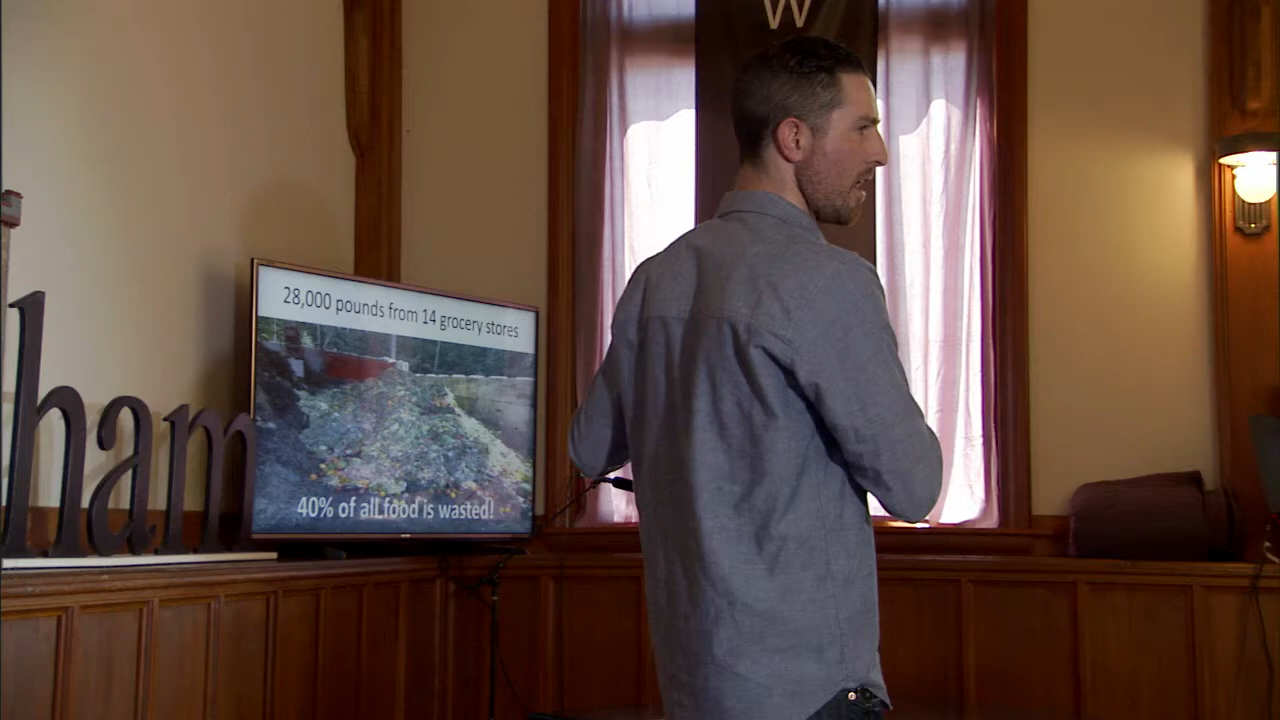 W
28,000 pounds from 14 grocery stores
40% of all food is wasted!
ham